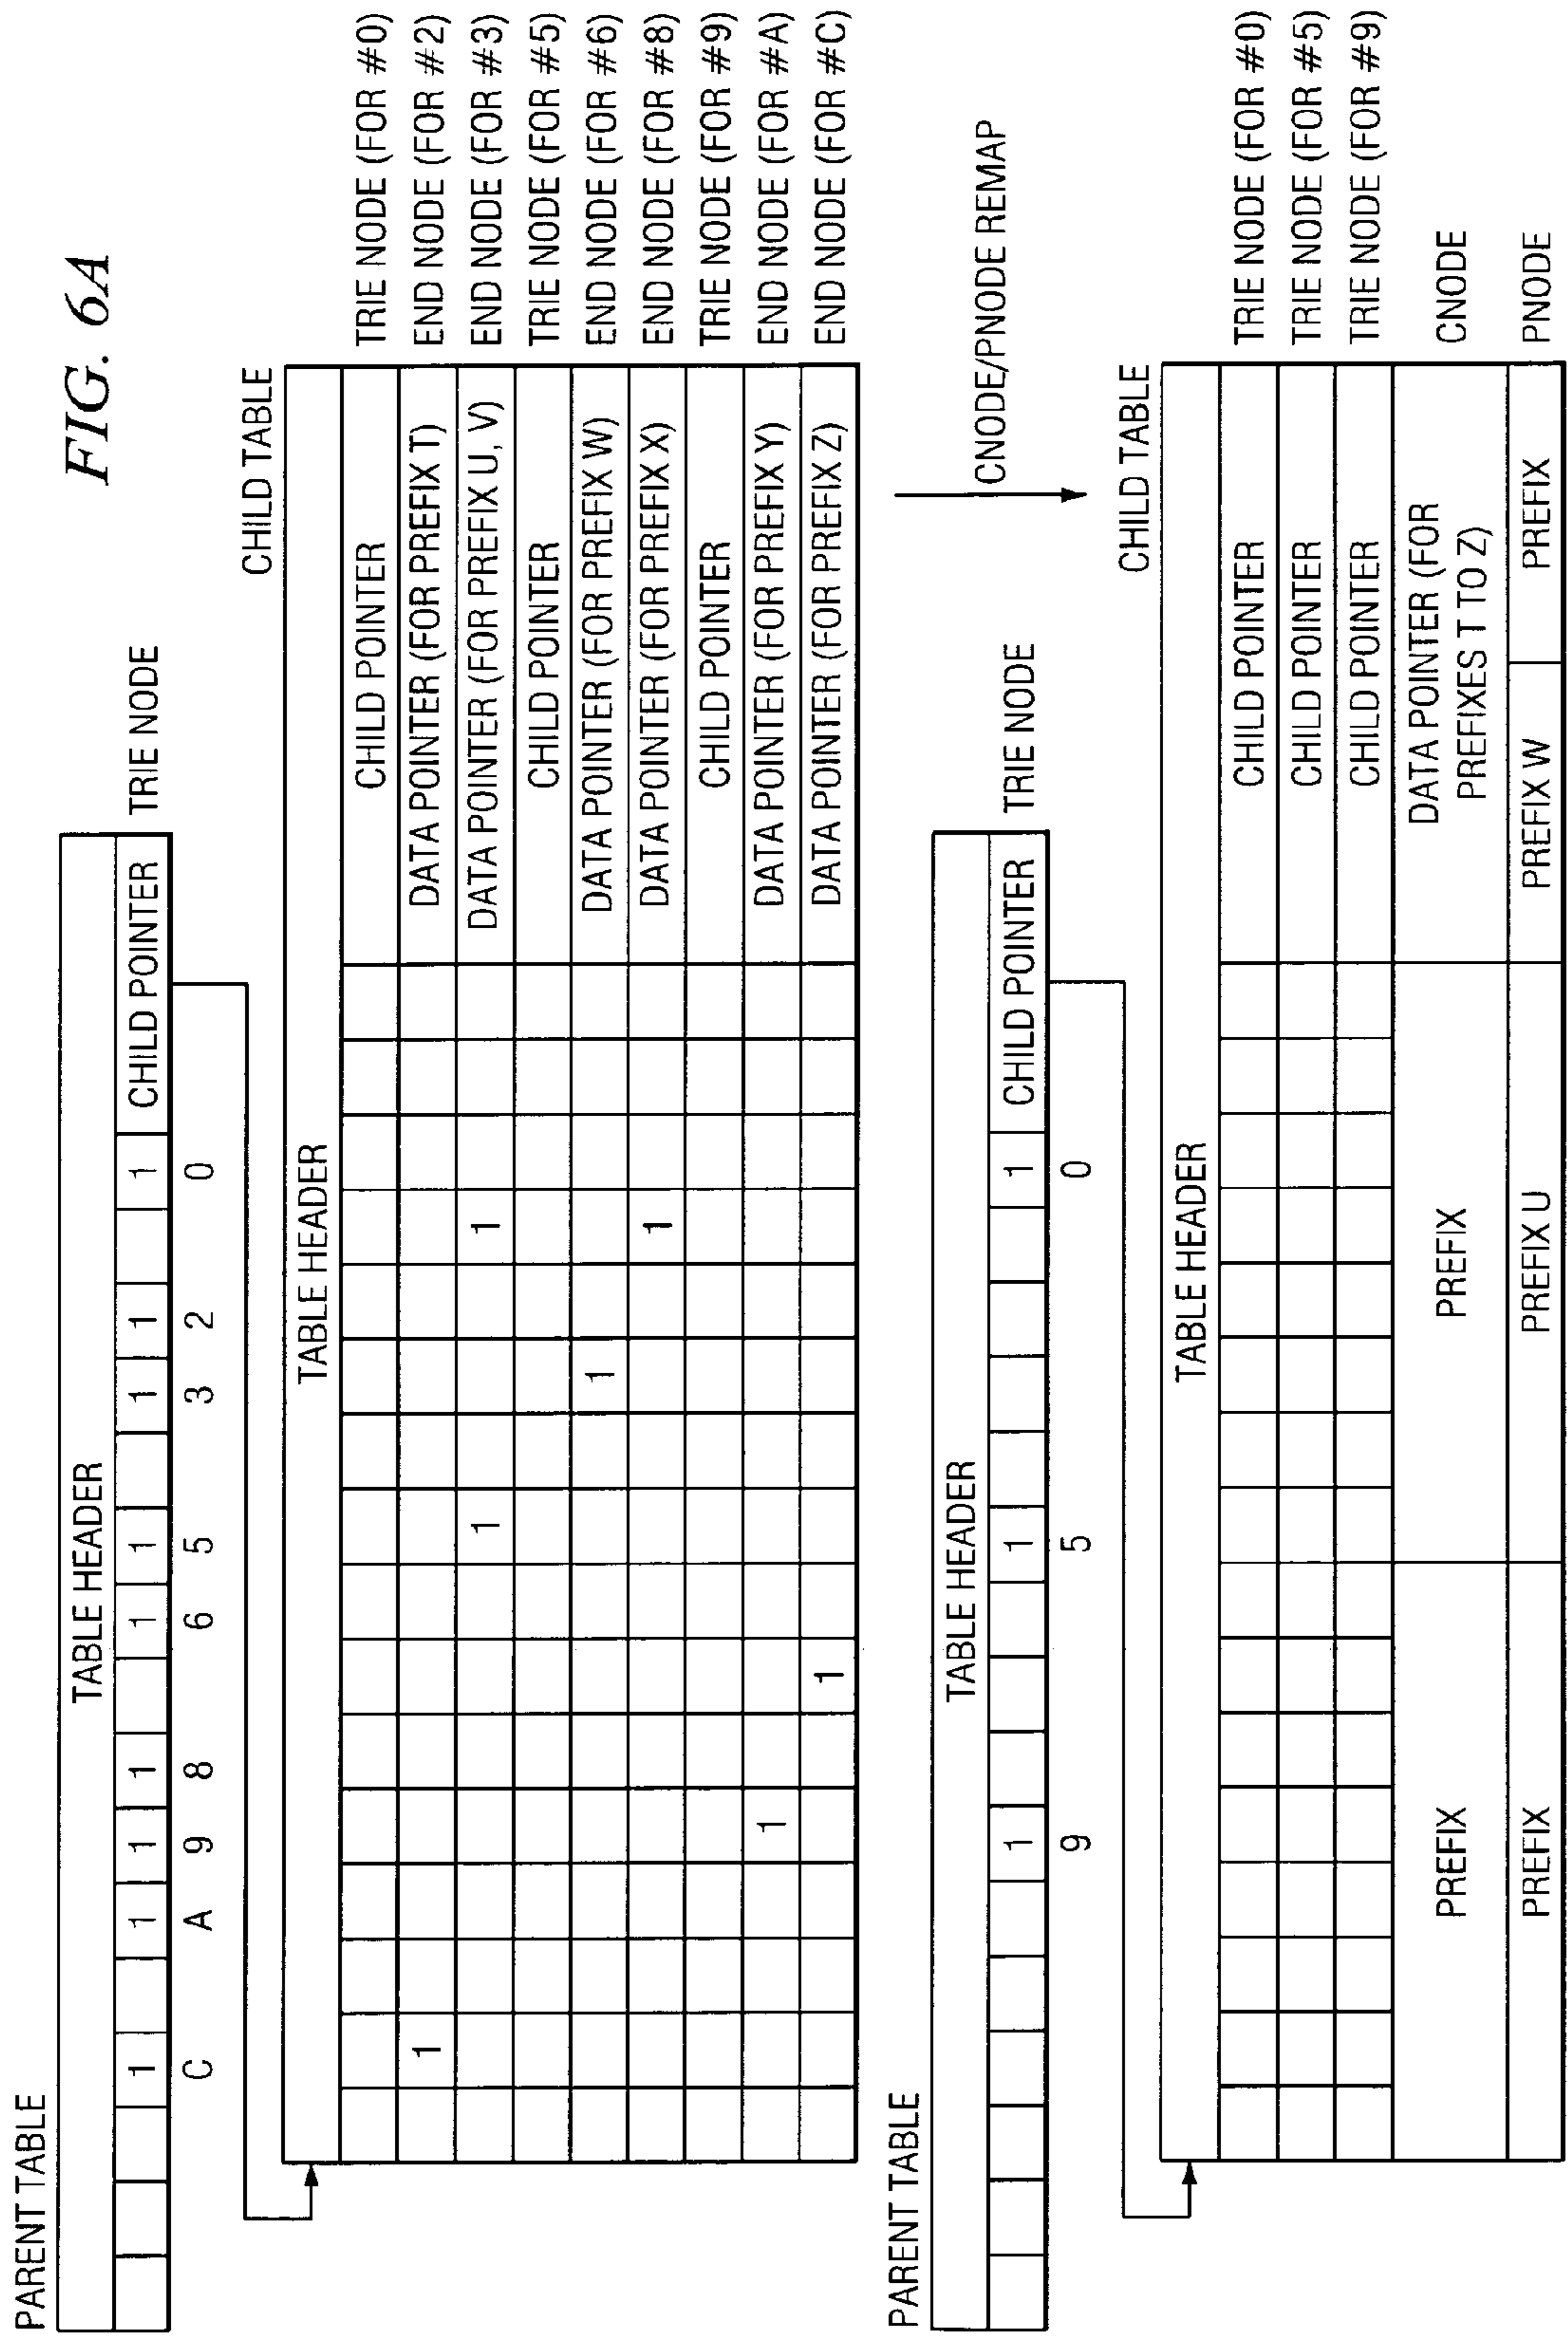 FIG. 6A
PARENT TABLE
TABLE HEADER
1 1 1 1 1 1 1 1 1 CHILD POINTER TRIE NODE
C A 9 8 6 5 3 2 0
CHILD TABLE
TABLE HEADER
CHILD POINTER TRIE NODE (FOR #0)
1 DATA POINTER (FOR PREFIX T) END NODE (FOR #2)
1 1 DATA POINTER (FOR PREFIX U, V) END NODE (FOR #3)
CHILD POINTER TRIE NODE (FOR #5)
1 DATA POINTER (FOR PREFIX W) END NODE (FOR #6)
1 DATA POINTER (FOR PREFIX X) END NODE (FOR #8)
CHILD POINTER TRIE NODE (FOR #9)
1 DATA POINTER (FOR PREFIX Y) END NODE (FOR #A)
1 DATA POINTER (FOR PREFIX Z) END NODE (FOR #C)
CNODE/PNODE REMAP
PARENT TABLE
TABLE HEADER
1 1 1 CHILD POINTER TRIE NODE
9 5 0
CHILD TABLE
TABLE HEADER
CHILD POINTER TRIE NODE (FOR #0)
CHILD POINTER TRIE NODE (FOR #5)
CHILD POINTER TRIE NODE (FOR #9)
PREFIX PREFIX DATA POINTER (FOR
PREFIXES T TO Z) CNODE
PREFIX PREFIX U PREFIX W PREFIX PNODE